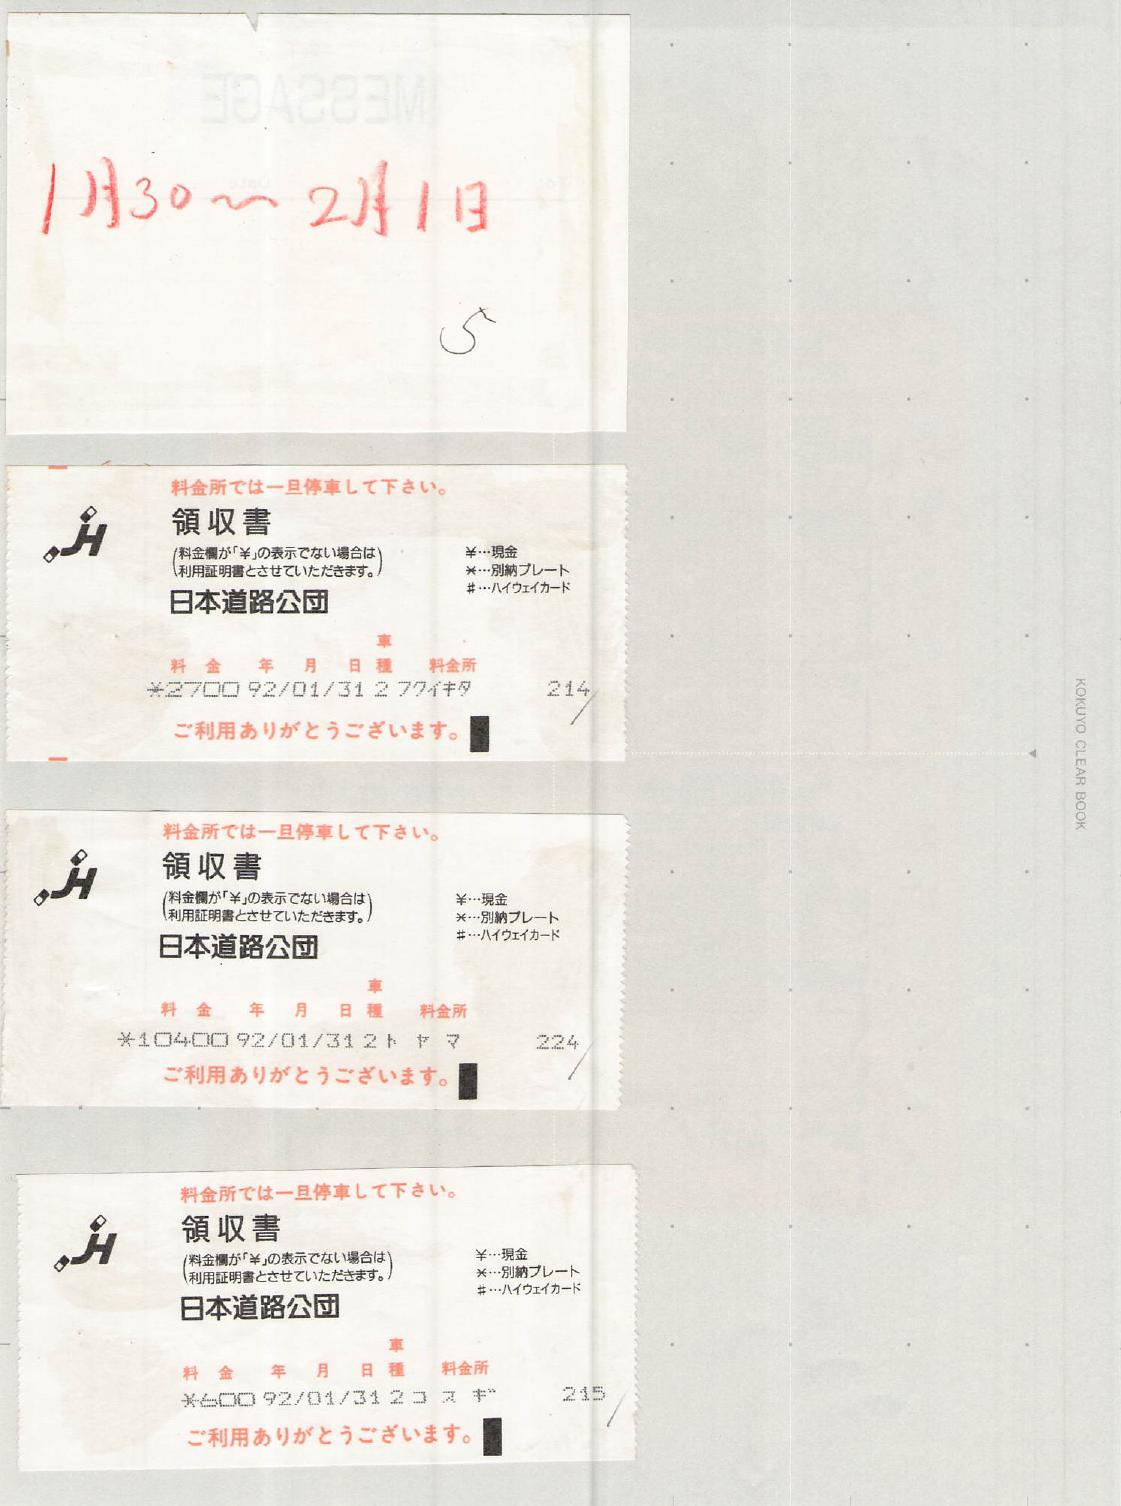 1月30~2月1日
5
料金所では一旦停車して下さい。
領収書
(料金欄が「¥」の表示でない場合は
利用証明書とさせていただきます。)
¥…現金
*…別納プレート
#…ハイウェイカード
日本道路公団
車
料金 年 月 日 種 料金所
*2700 92/01/31 2 フクイキタ 214
ご利用ありがとうございます。
料金所では一旦停車して下さい。
領収書
(料金欄が「¥」の表示でない場合は
利用証明書とさせていただきます。)
¥…現金
*…別納プレート
#…ハイウェイカード
日本道路公団
車
料金 年 月 日 種 料金所
*10400 92/01/31 2 ト ヤ マ 224
ご利用ありがとうございます。
料金所では一旦停車して下さい。
領収書
(料金欄が「¥」の表示でない場合は
利用証明書とさせていただきます。)
¥…現金
*…別納プレート
#…ハイウェイカード
日本道路公団
車
料金 年 月 日 種 料金所
*600 92/01/31 2 コ ス ギ 215
ご利用ありがとうございます。
KOKUYO CLEAR BOOK